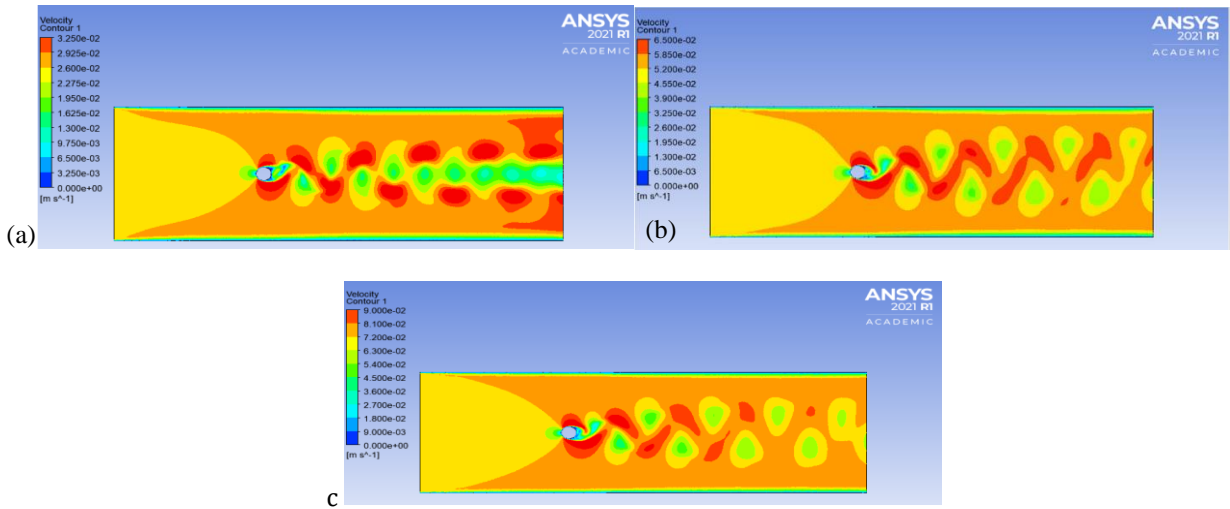 Velocity
Contour 1
3.250e-02
2.925e-02
2.600e-02
2.275e-02
1.950e-02
1.625e-02
1.300e-02
9.750e-03
6.500e-03
3.250e-03
0.000e+00
[m s^-1]
ANSYS
2021 R1
ACADEMIC
(a)
Velocity
Contour 1
6.500e-02
5.850e-02
5.200e-02
4.550e-02
3.900e-02
3.250e-02
2.600e-02
1.950e-02
1.300e-02
6.500e-03
0.000e+00
[m s^-1]
ANSYS
2021 R1
ACADEMIC
(b)
Velocity
Contour 1
9.000e-02
8.100e-02
7.200e-02
6.300e-02
5.400e-02
4.500e-02
3.600e-02
2.700e-02
1.800e-02
9.000e-03
0.000e+00
[m s^-1]
ANSYS
2021 R1
ACADEMIC
c